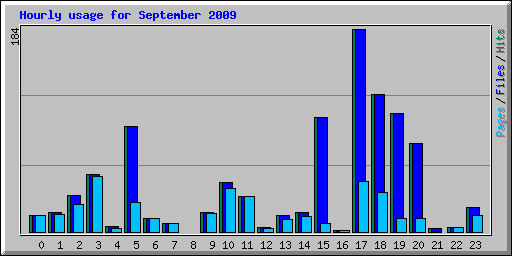 Hourly usage for September 2009
184
Pages / Files / Hits
0 1 2 3 4 5 6 7 8 9 10 11 12 13 14 15 16 17 18 19 20 21 22 23